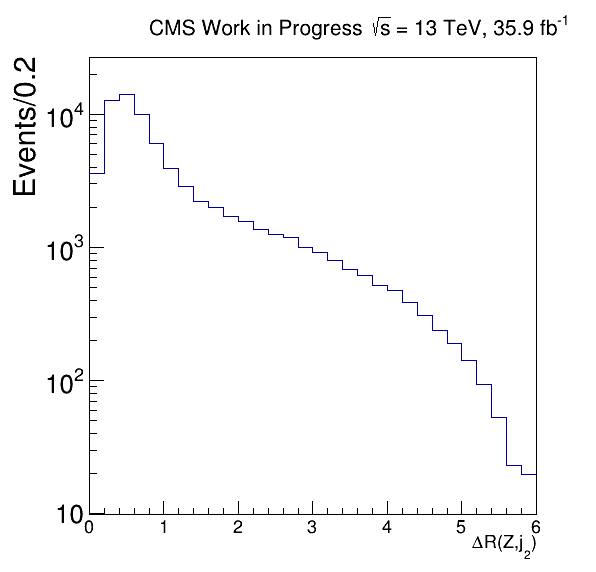 CMS Work in Progress √s = 13 TeV, 35.9 fb⁻¹
Events/0.2
10⁴
10³
10²
10
0 1 2 3 4 5 6
ΔR(Z,j₂)